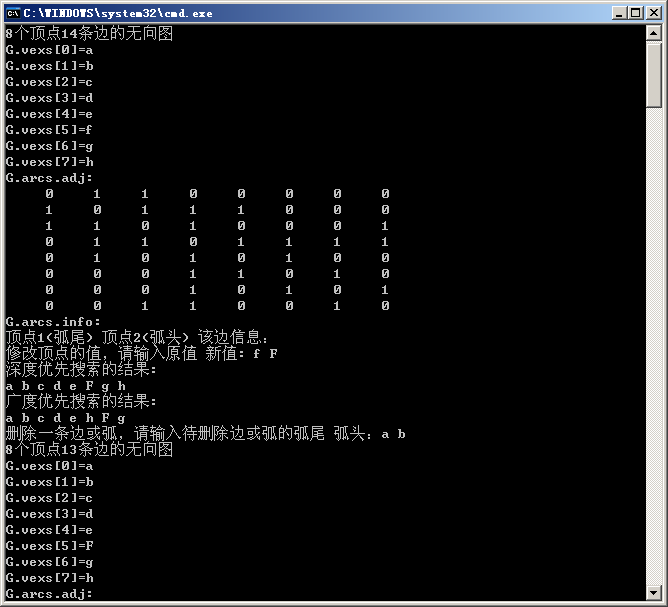 C:\WINDOWS\system32\cmd.exe
8个顶点14条边的无向图
G.vexs[0]=a
G.vexs[1]=b
G.vexs[2]=c
G.vexs[3]=d
G.vexs[4]=e
G.vexs[5]=f
G.vexs[6]=g
G.vexs[7]=h
G.arcs.adj:
0 1 1 0 0 0 0 0
1 0 1 1 1 0 0 0
1 1 0 1 0 0 0 1
0 1 1 0 1 1 1 1
0 1 0 1 0 1 0 0
0 0 0 1 1 0 1 0
0 0 0 1 0 1 0 1
0 0 1 1 0 0 1 0
G.arcs.info:
顶点1(弧尾) 顶点2(弧头) 该边信息:
修改顶点的值，请输入原值 新值: f F
深度优先搜索的结果:
a b c d e F g h
广度优先搜索的结果:
a b c d e h F g
删除一条边或弧，请输入待删除边或弧的弧尾 弧头：a b
8个顶点13条边的无向图
G.vexs[0]=a
G.vexs[1]=b
G.vexs[2]=c
G.vexs[3]=d
G.vexs[4]=e
G.vexs[5]=F
G.vexs[6]=g
G.vexs[7]=h
G.arcs.adj: